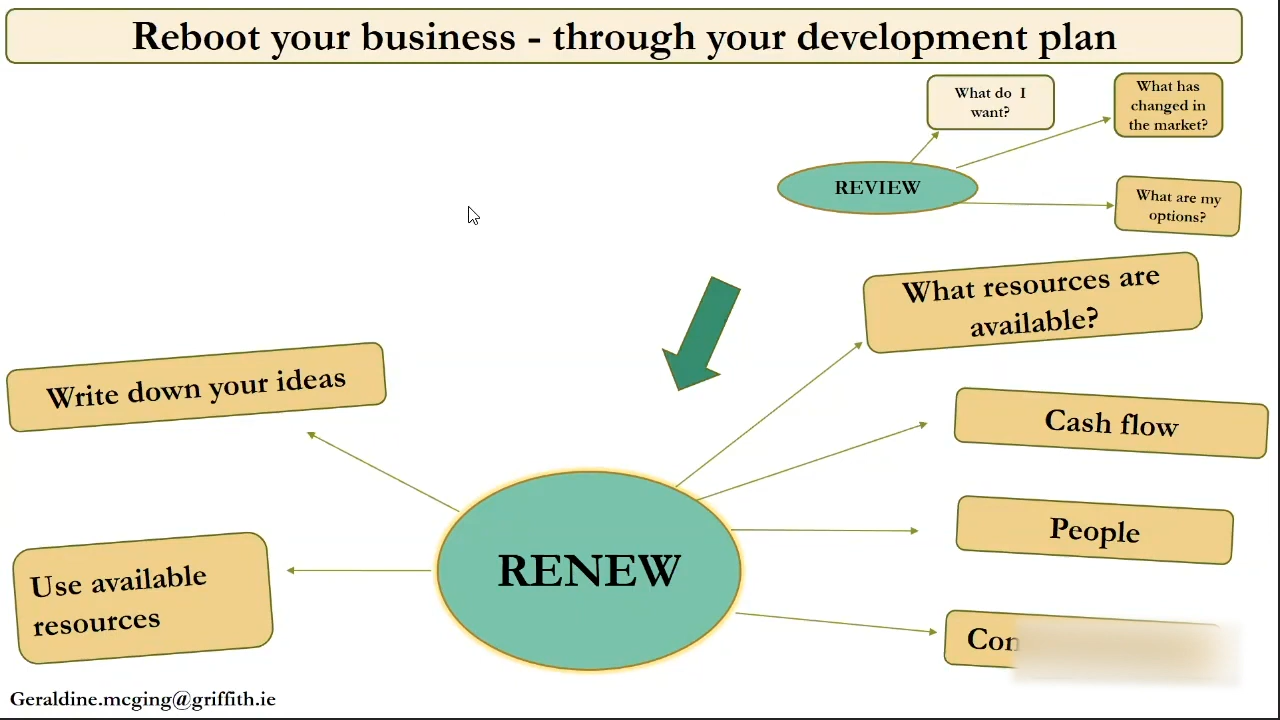 Reboot your business - through your development plan
What do I
want?
What has
changed in
the market?
REVIEW
What are my
options?
What resources are
available?
Write down your ideas
Cash flow
People
RENEW
Use available
resources
Geraldine.mcging@griffith.ie